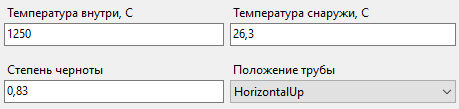 Температура внутри, С Температура снаружи, С
1250 26,3
Степень черноты Положение трубы
0,83 HorizontalUp